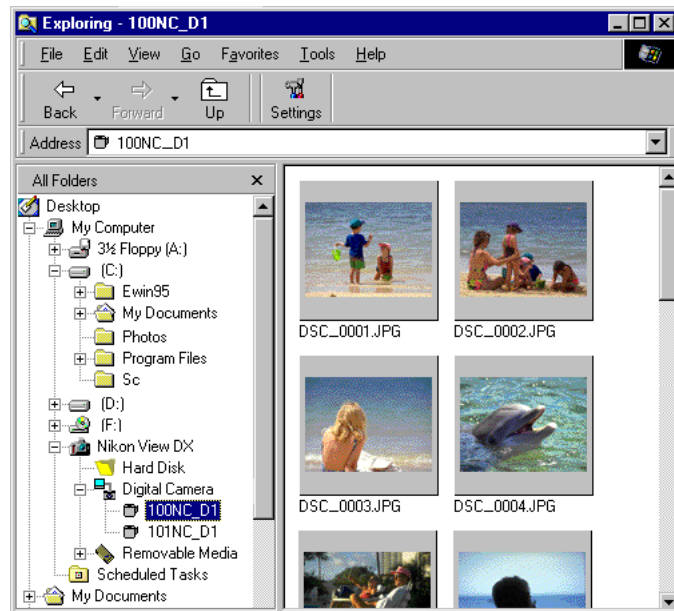 Exploring - 100NC_D1
File Edit View Go Favorites Tools Help
Back Forward Up Settings
Address 100NC_D1
All Folders
Desktop
My Computer
3½ Floppy (A:)
(C:)
Ewin95
My Documents
Photos
Program Files
Sc
(D:)
(F:)
Nikon View DX
Hard Disk
Digital Camera
100NC_D1
101NC_D1
Removable Media
Scheduled Tasks
My Documents
DSC_0001.JPG DSC_0002.JPG
DSC_0003.JPG DSC_0004.JPG